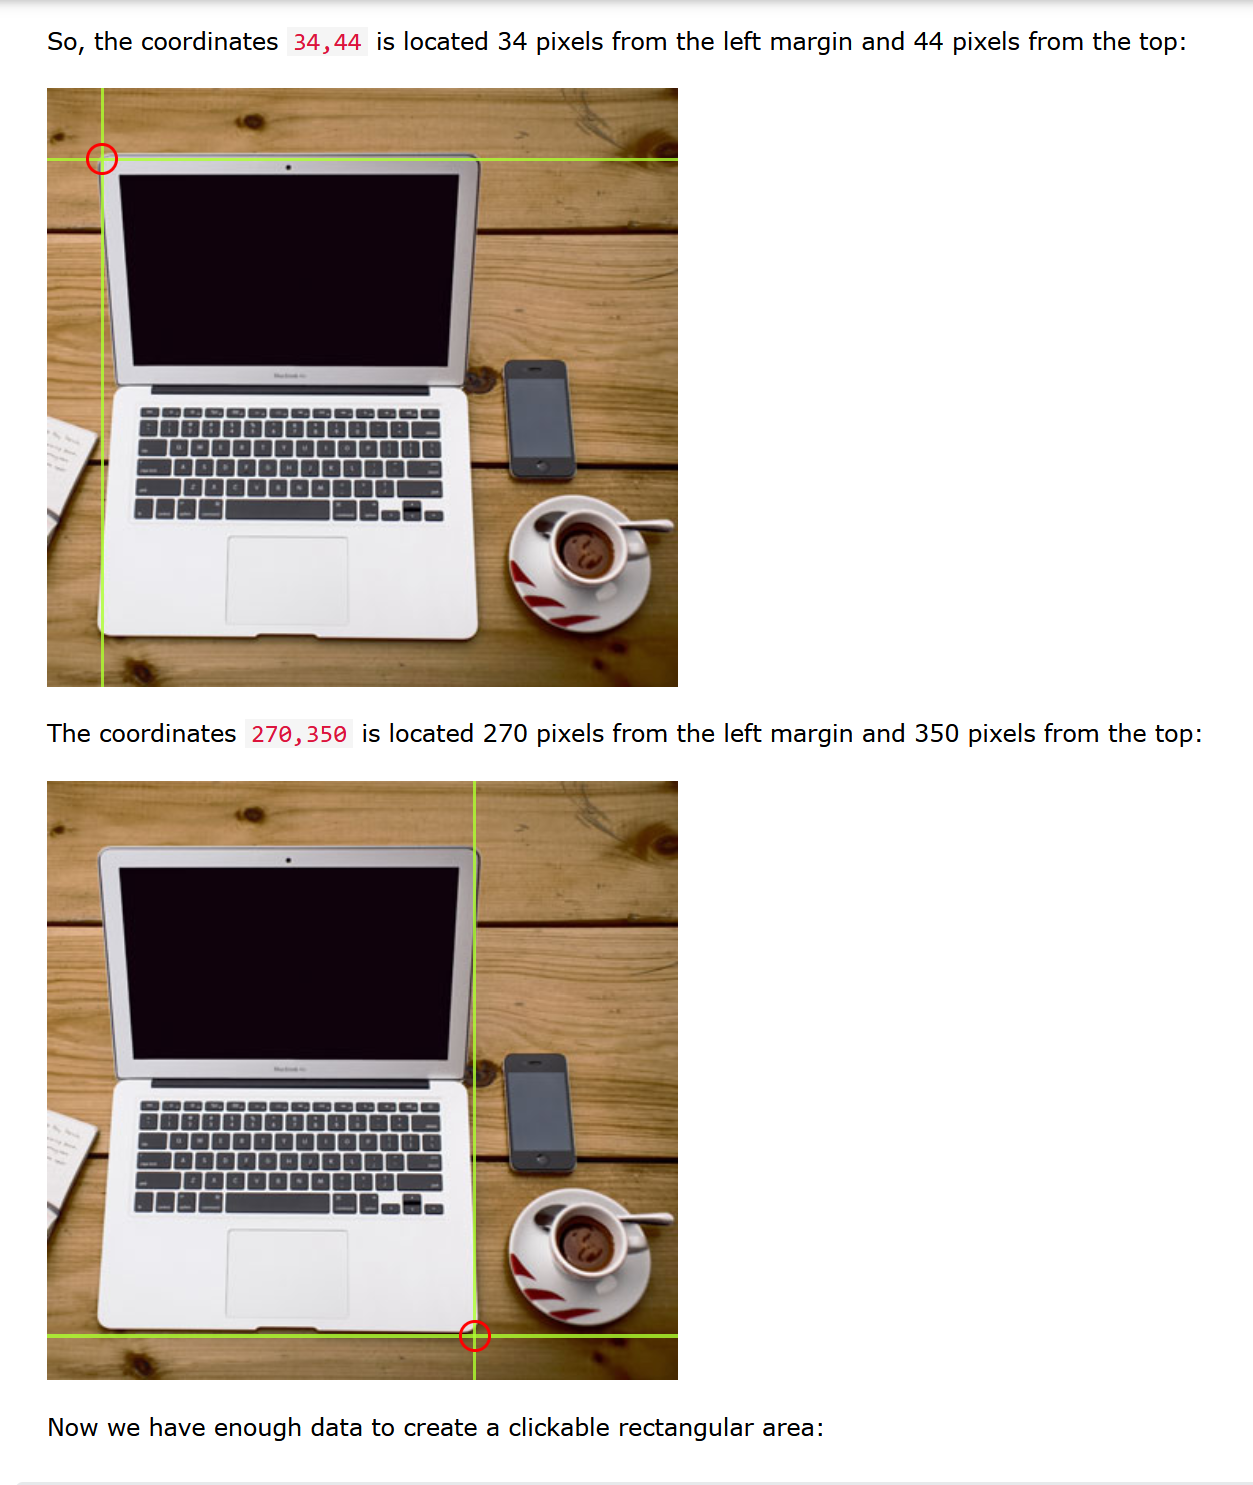 So, the coordinates 34,44 is located 34 pixels from the left margin and 44 pixels from the top:
The coordinates 270,350 is located 270 pixels from the left margin and 350 pixels from the top:
Now we have enough data to create a clickable rectangular area: